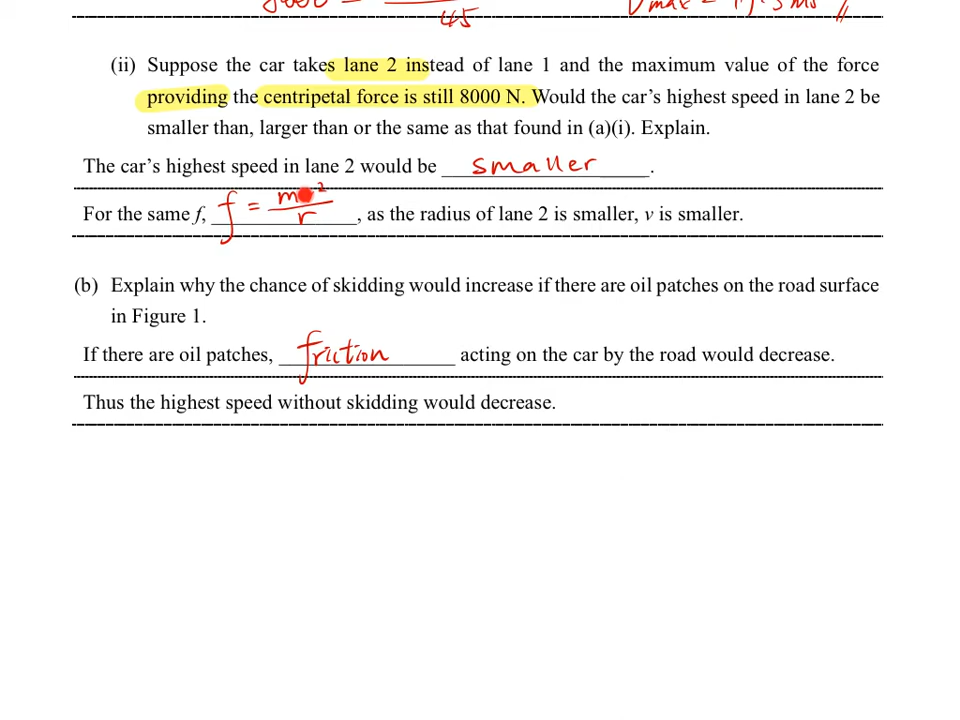 45
(ii) Suppose the car takes lane 2 instead of lane 1 and the maximum value of the force
providing the centripetal force is still 8000 N. Would the car's highest speed in lane 2 be
smaller than, larger than or the same as that found in (a)(i). Explain.
The car's highest speed in lane 2 would be smaller.
For the same f, f = m 2/r, as the radius of lane 2 is smaller, v is smaller.
(b) Explain why the chance of skidding would increase if there are oil patches on the road surface
in Figure 1.
If there are oil patches, friction acting on the car by the road would decrease.
Thus the highest speed without skidding would decrease.